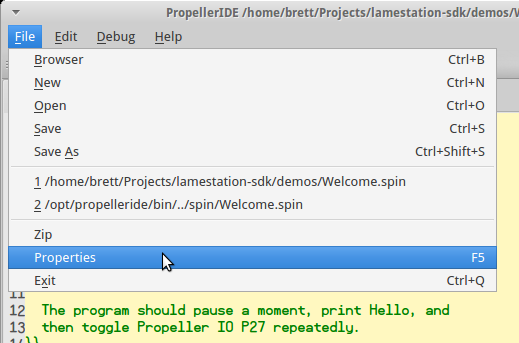 PropellerIDE /home/brett/Projects/lamestation-sdk/demos/W
File Edit Debug Help
Browser Ctrl+B
New Ctrl+N
Open Ctrl+O
Save Ctrl+S
Save As Ctrl+Shift+S
1 /home/brett/Projects/lamestation-sdk/demos/Welcome.spin
2 /opt/propelleride/bin/../spin/Welcome.spin
Zip
Properties F5
Exit Ctrl+Q
11
12 The program should pause a moment, print Hello, and
13 then toggle Propeller IO P27 repeatedly.
14 }}